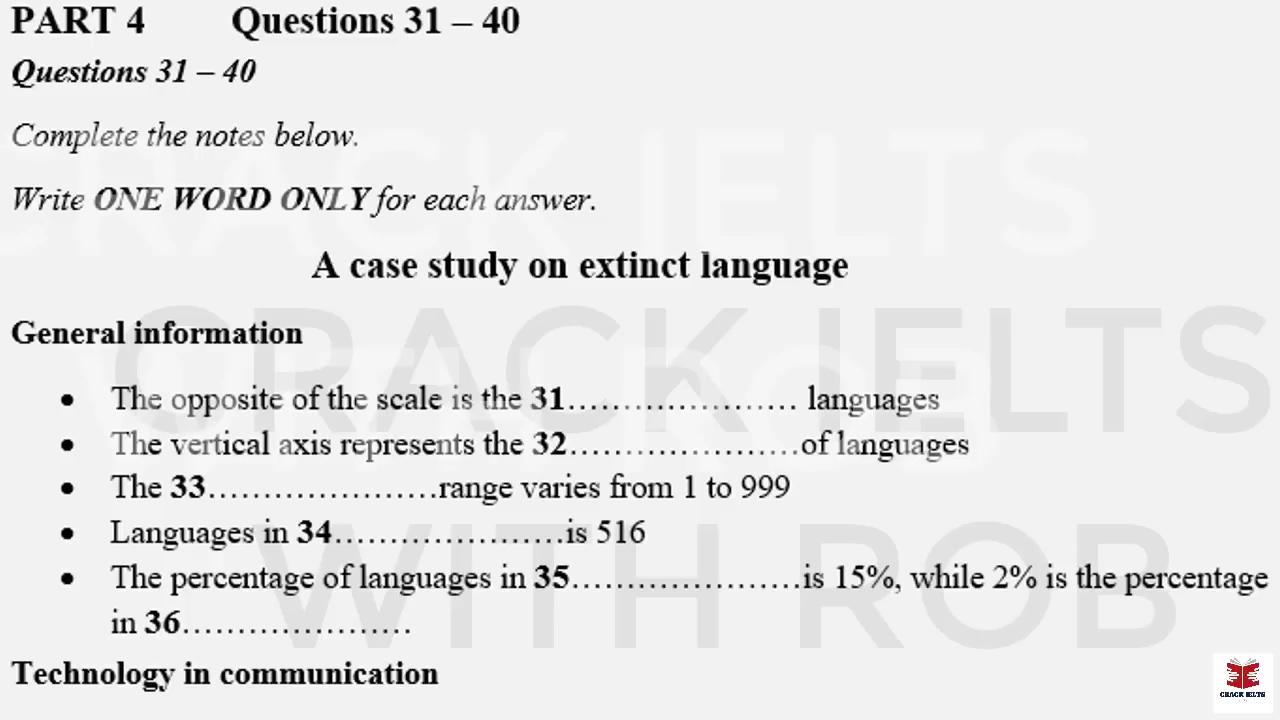 PART 4 Questions 31 – 40
Questions 31 – 40
Complete the notes below.
Write ONE WORD ONLY for each answer.
A case study on extinct language
General information
• The opposite of the scale is the 31………………… languages
• The vertical axis represents the 32…………………of languages
• The 33…………………range varies from 1 to 999
• Languages in 34…………………is 516
• The percentage of languages in 35…………………is 15%, while 2% is the percentage
in 36…………………
Technology in communication
CRACK IELTS
WITH ROB
CRACK IELTS